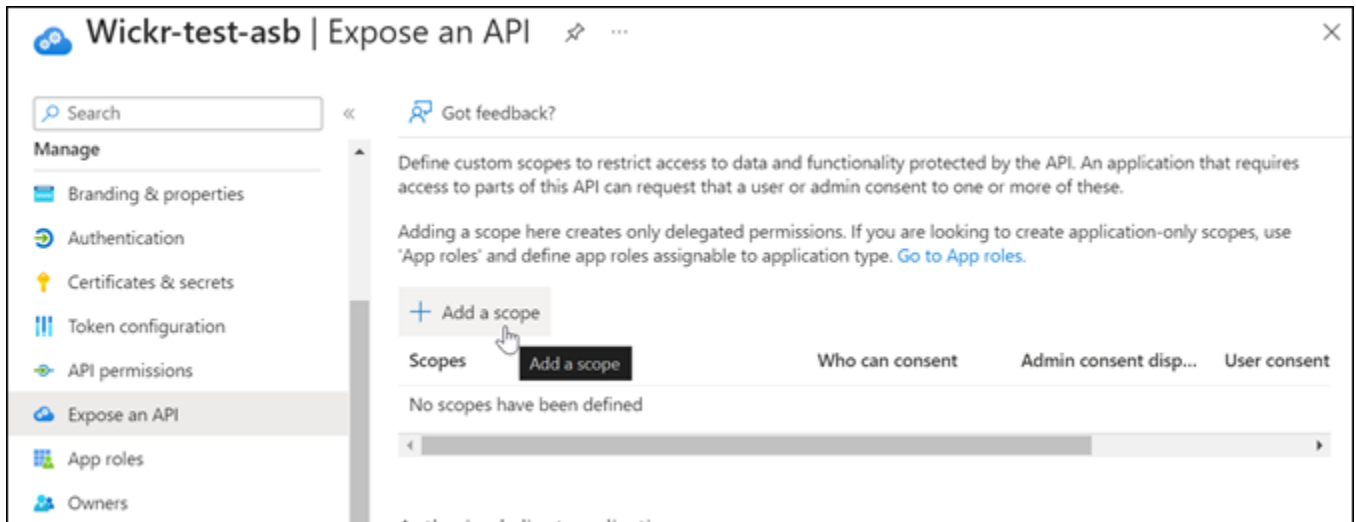 Wickr-test-asb | Expose an API
Search
Manage
Branding & properties
Authentication
Certificates & secrets
Token configuration
API permissions
Expose an API
App roles
Owners
Got feedback?
Define custom scopes to restrict access to data and functionality protected by the API. An application that requires
access to parts of this API can request that a user or admin consent to one or more of these.
Adding a scope here creates only delegated permissions. If you are looking to create application-only scopes, use
'App roles' and define app roles assignable to application type. Go to App roles.
Add a scope
Add a scope
Scopes Who can consent Admin consent disp... User consent
No scopes have been defined